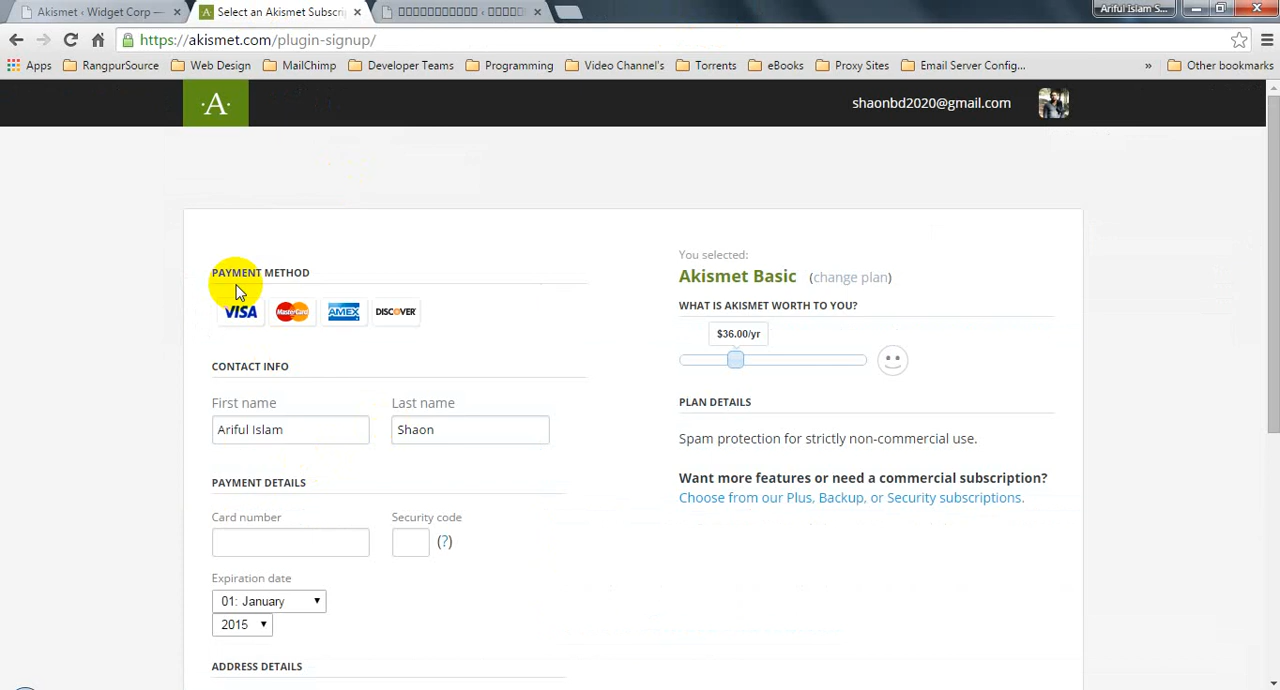 Akismet ‹ Widget Corp —
Select an Akismet Subscri
Ariful Islam S...
https://akismet.com/plugin-signup/
Apps RangpurSource Web Design MailChimp Developer Teams Programming Video Channel's Torrents eBooks Proxy Sites Email Server Config... » Other bookmarks
·A·
shaonbd2020@gmail.com
PAYMENT METHOD
VISA MasterCard AMEX DISCOVER
CONTACT INFO
First name Last name
Ariful Islam Shaon
PAYMENT DETAILS
Card number Security code
(?)
Expiration date
01: January
2015
ADDRESS DETAILS
You selected:
Akismet Basic (change plan)
WHAT IS AKISMET WORTH TO YOU?
$36.00/yr
PLAN DETAILS
Spam protection for strictly non-commercial use.
Want more features or need a commercial subscription?
Choose from our Plus, Backup, or Security subscriptions.